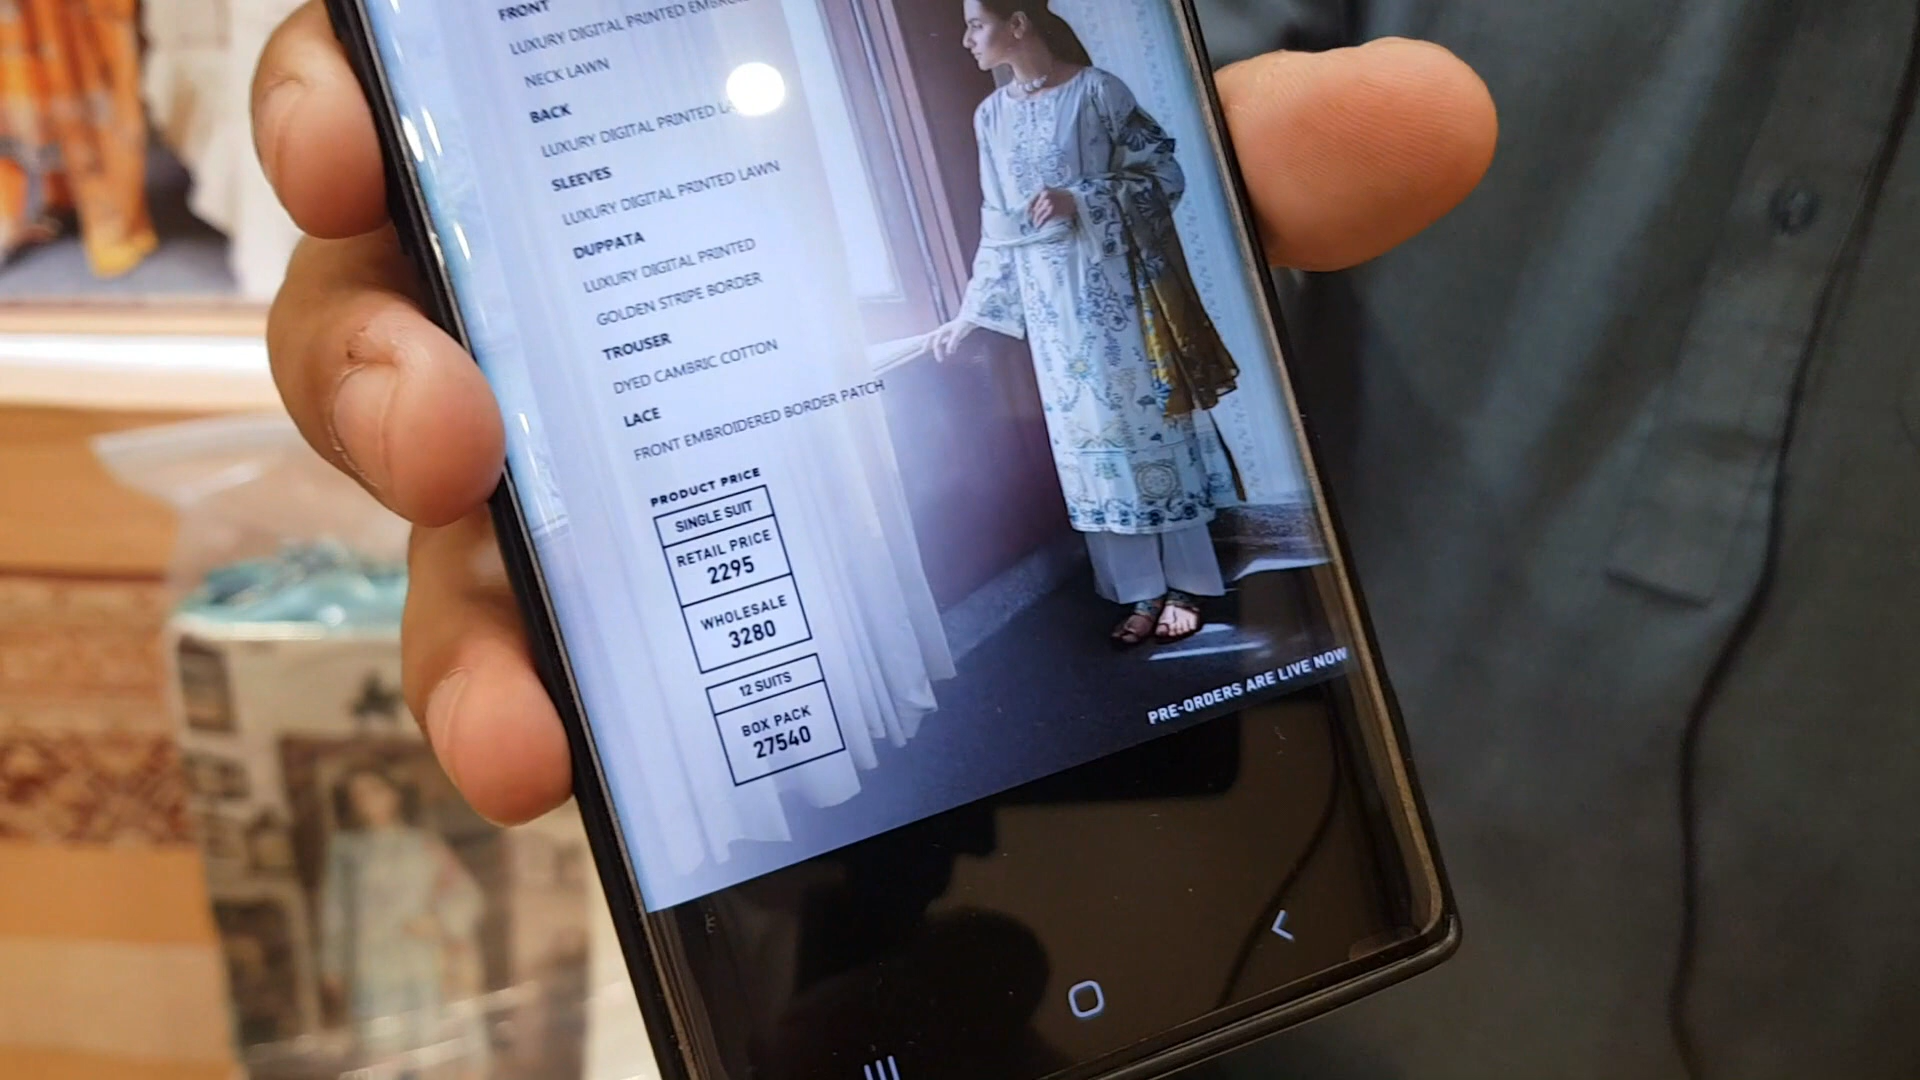 FRONT
LUXURY DIGITAL PRINTED
NECK LAWN
BACK
LUXURY DIGITAL PRINTED
SLEEVES
LUXURY DIGITAL PRINTED LAWN
DUPPATA
LUXURY DIGITAL PRINTED
GOLDEN STRIPE BORDER
TROUSER
DYED CAMBRIC COTTON
LACE
FRONT EMBROIDERED BORDER PATCH
PRODUCT PRICE
SINGLE SUIT
RETAIL PRICE
2295
WHOLESALE
3280
12 SUITS
BOX PACK
27540
PRE-ORDERS ARE LIVE NOW